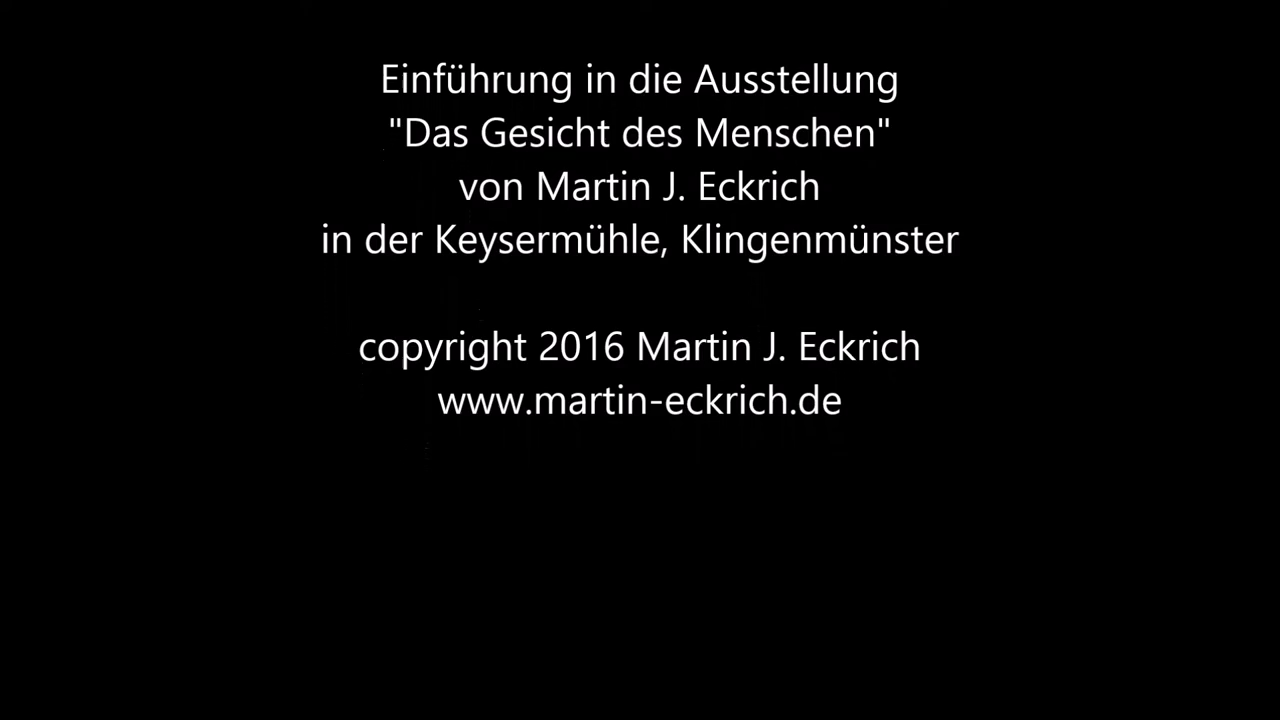 Einführung in die Ausstellung
"Das Gesicht des Menschen"
von Martin J. Eckrich
in der Keysermühle, Klingenmünster
copyright 2016 Martin J. Eckrich
www.martin-eckrich.de